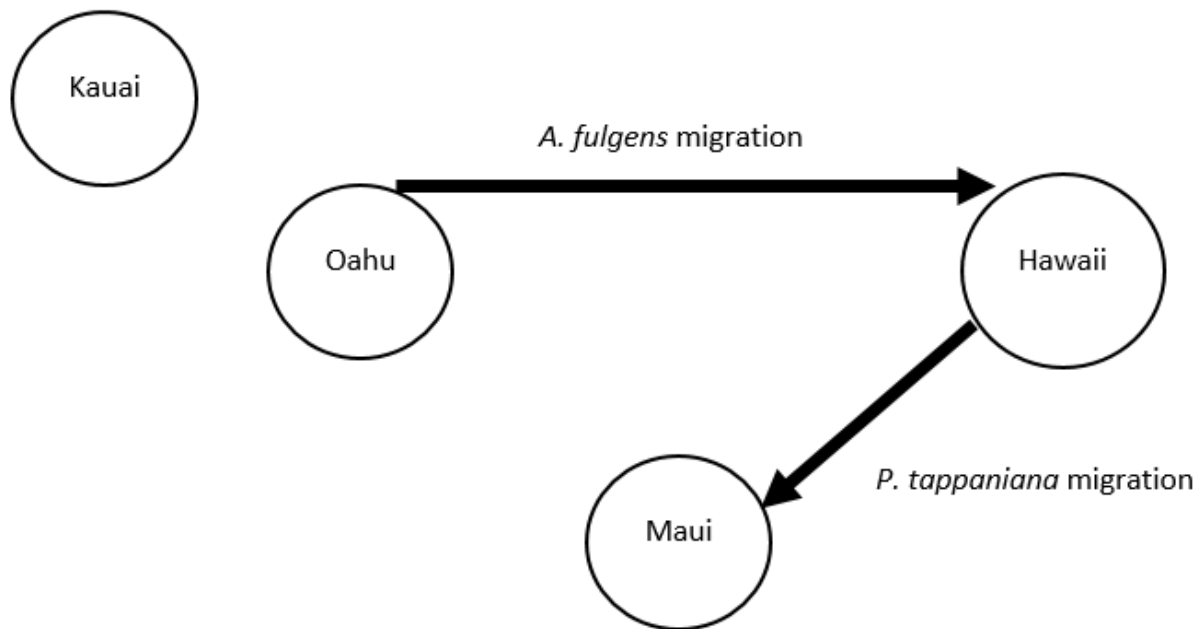 Kauai
A. fulgens migration
Oahu
Hawaii
P. tappaniana migration
Maui